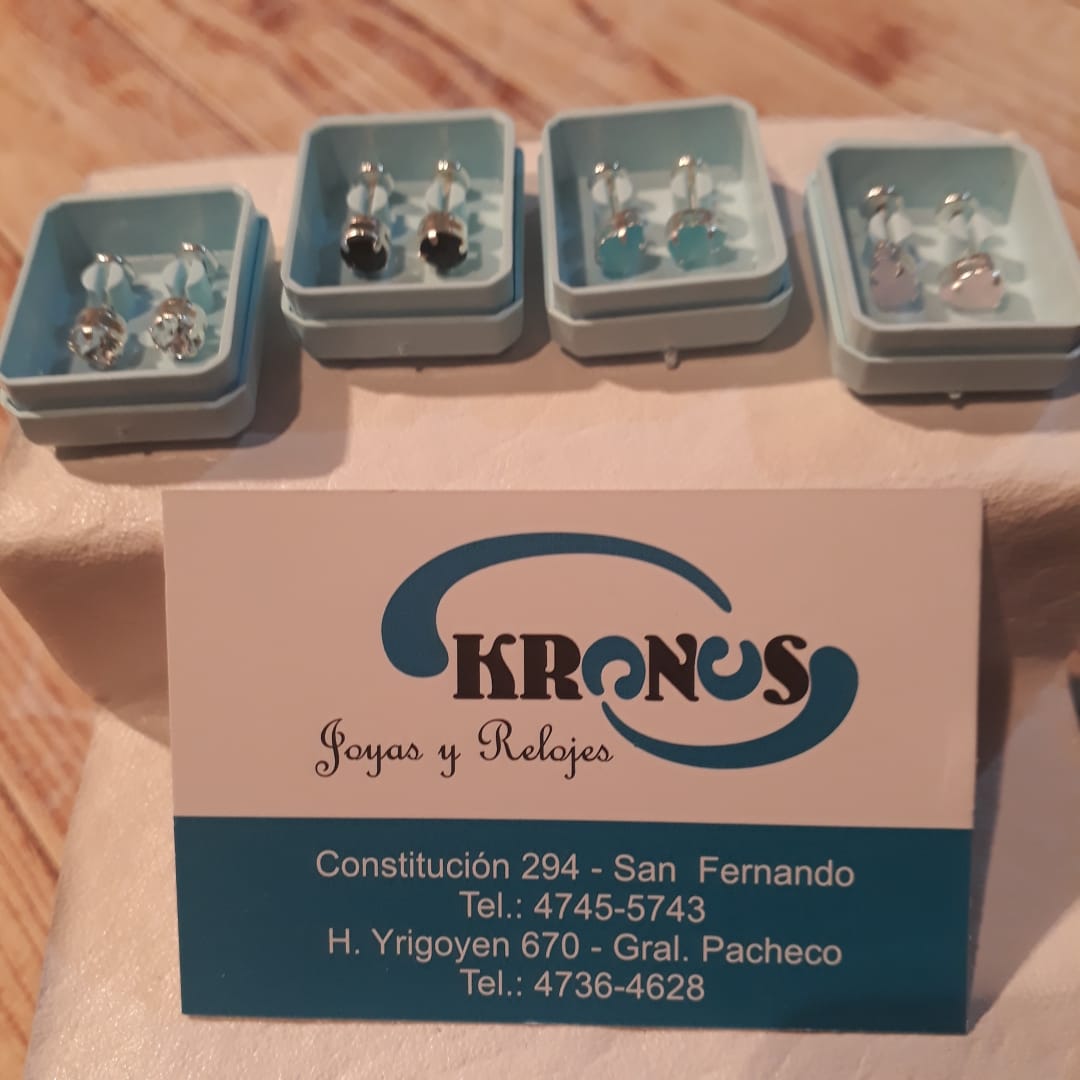 KRONUS
Joyas y Relojes
Constitución 294 - San Fernando
Tel.: 4745-5743
H. Yrigoyen 670 - Gral. Pacheco
Tel.: 4736-4628